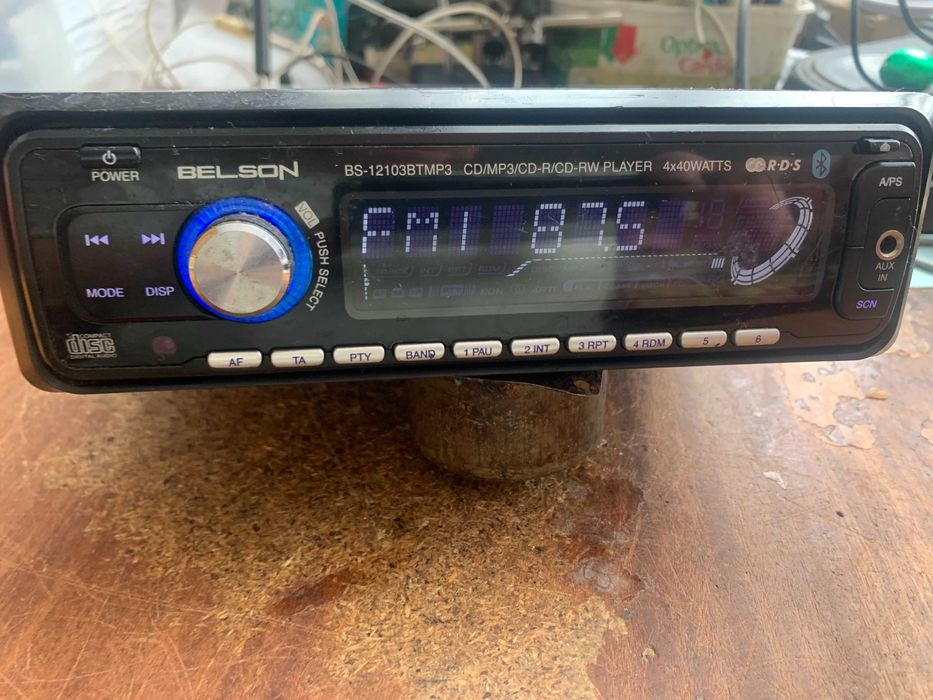 POWER
BELSON
BS-12103BTMP3 CD/MP3/CD-R/CD-RW PLAYER 4x40WATTS R·D·S
A/PS
VOL PUSH SELECT
FM1 87.5
MODE DISP
AUX
IN
SCN
COMPACT
disc
DIGITAL AUDIO
AF TA PTY BAND 1 PAU 2 INT 3 RPT 4 RDM 5 6